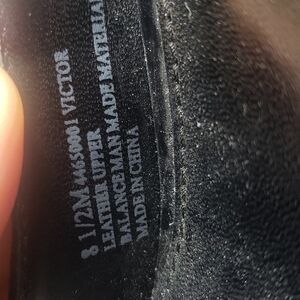 8 1/2M 44650001 VICTOR
LEATHER UPPER
BALANCE MAN MADE MATERIAL
MADE IN CHINA